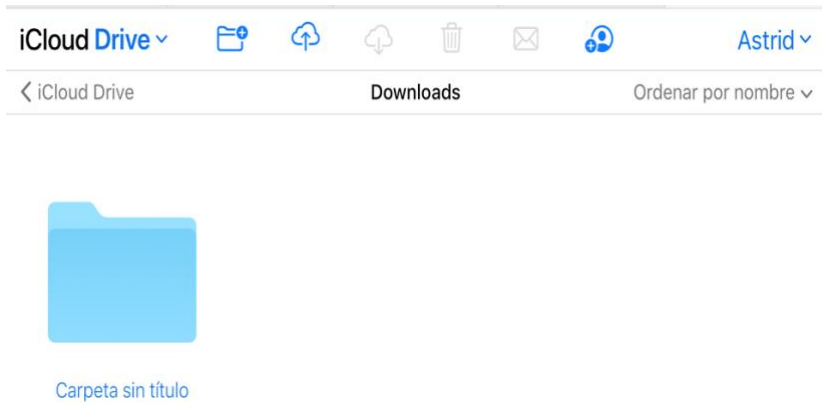 iCloud Drive Astrid
iCloud Drive Downloads Ordenar por nombre
Carpeta sin título